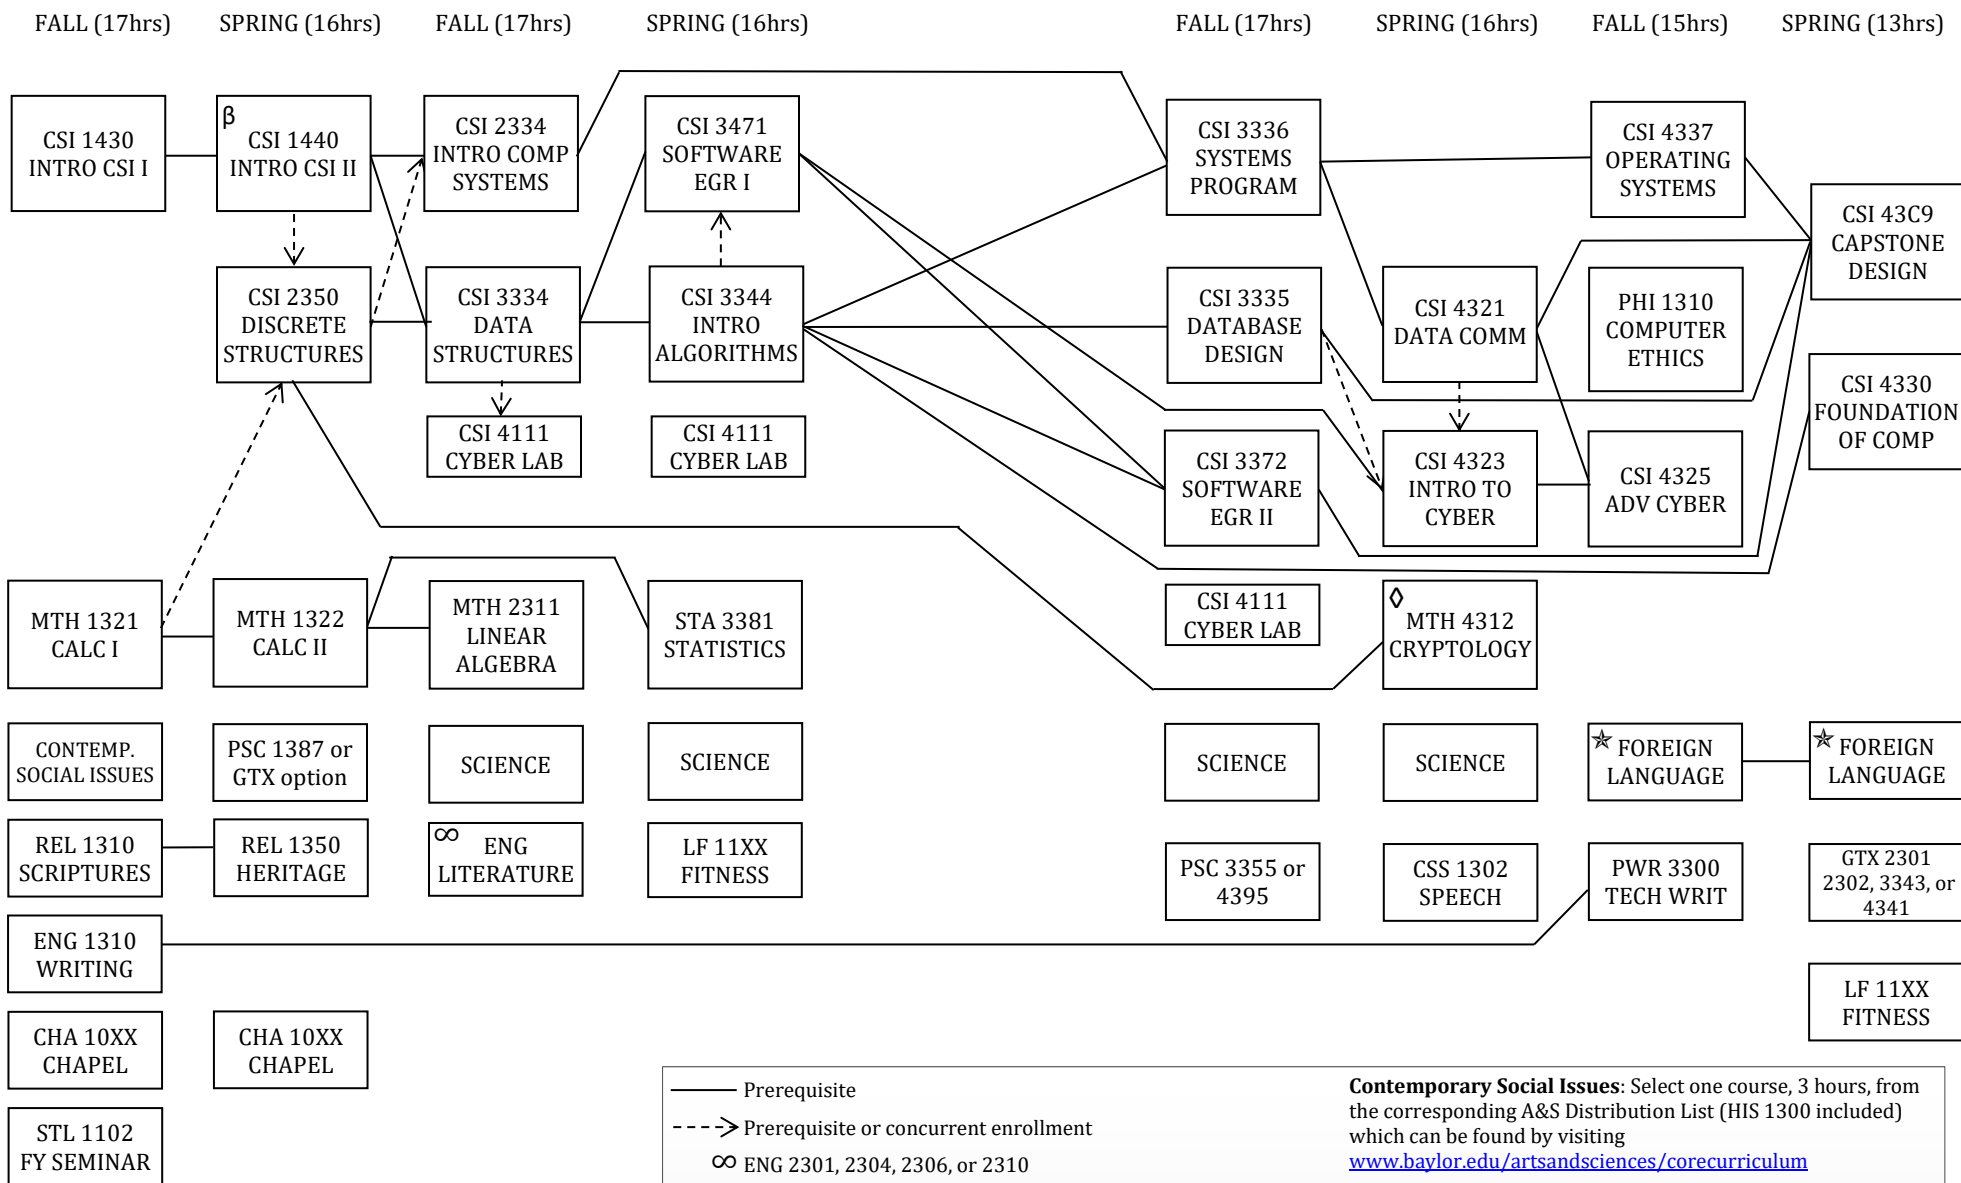 FALL (17hrs)
SPRING (16hrs)
FALL (17hrs)
SPRING (16hrs)
FALL (17hrs)
SPRING (16hrs)
FALL (15hrs)
SPRING (13hrs)
CSI 1430
INTRO CSI I
β
CSI 1440
INTRO CSI II
CSI 2334
INTRO COMP
SYSTEMS
CSI 3471
SOFTWARE
EGR I
CSI 3336
SYSTEMS
PROGRAM
CSI 4337
OPERATING
SYSTEMS
CSI 43C9
CAPSTONE
DESIGN
CSI 2350
DISCRETE
STRUCTURES
CSI 3334
DATA
STRUCTURES
CSI 3344
INTRO
ALGORITHMS
CSI 3335
DATABASE
DESIGN
CSI 4321
DATA COMM
PHI 1310
COMPUTER
ETHICS
CSI 4330
FOUNDATION
OF COMP
CSI 4111
CYBER LAB
CSI 4111
CYBER LAB
CSI 3372
SOFTWARE
EGR II
CSI 4323
INTRO TO
CYBER
CSI 4325
ADV CYBER
MTH 1321
CALC I
MTH 1322
CALC II
MTH 2311
LINEAR
ALGEBRA
STA 3381
STATISTICS
CSI 4111
CYBER LAB
◊
MTH 4312
CRYPTOLOGY
CONTEMP.
SOCIAL ISSUES
PSC 1387 or
GTX option
SCIENCE
SCIENCE
SCIENCE
SCIENCE
✯ FOREIGN
LANGUAGE
✯ FOREIGN
LANGUAGE
REL 1310
SCRIPTURES
REL 1350
HERITAGE
∞ ENG
LITERATURE
LF 11XX
FITNESS
PSC 3355 or
4395
CSS 1302
SPEECH
PWR 3300
TECH WRIT
GTX 2301
2302, 3343, or
4341
ENG 1310
WRITING
LF 11XX
FITNESS
CHA 10XX
CHAPEL
CHA 10XX
CHAPEL
STL 1102
FY SEMINAR
Prerequisite
Prerequisite or concurrent enrollment
∞ ENG 2301, 2304, 2306, or 2310
Contemporary Social Issues: Select one course, 3 hours, from
the corresponding A&S Distribution List (HIS 1300 included)
which can be found by visiting
www.baylor.edu/artsandsciences/corecurriculum